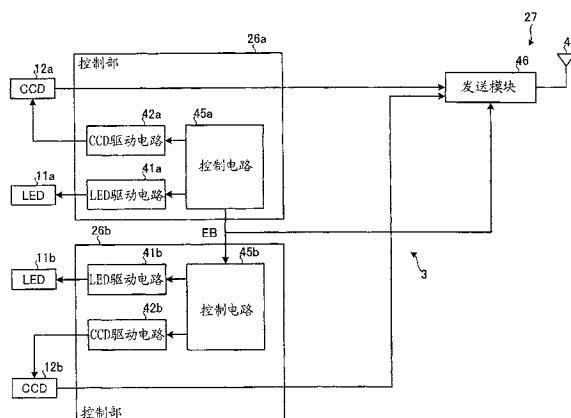 26a
27
4
控制部
12a
46
CCD
发送模块
42a
45a
CCD驱动电路
控制电路
11a
41a
LED
LED驱动电路
26b
EB
3
11b
41b
45b
LED
LED驱动电路
控制电路
42b
CCD驱动电路
12b
CCD
控制部